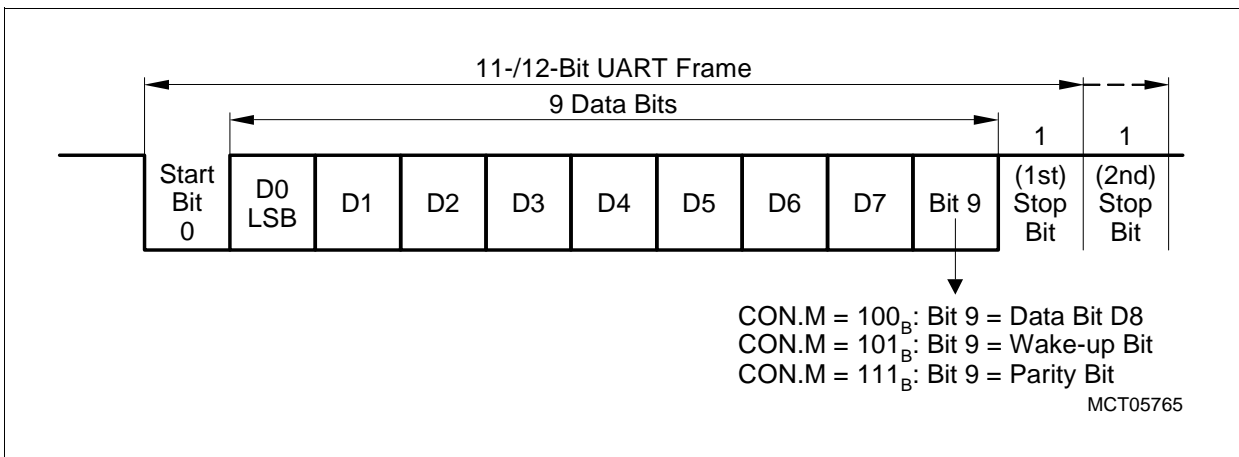 11-/12-Bit UART Frame
9 Data Bits
1 1
Start Bit 0
D0 LSB
D1
D2
D3
D4
D5
D6
D7
Bit 9
(1st) Stop Bit
(2nd) Stop Bit
CON.M = 100B: Bit 9 = Data Bit D8
CON.M = 101B: Bit 9 = Wake-up Bit
CON.M = 111B: Bit 9 = Parity Bit
MCT05765